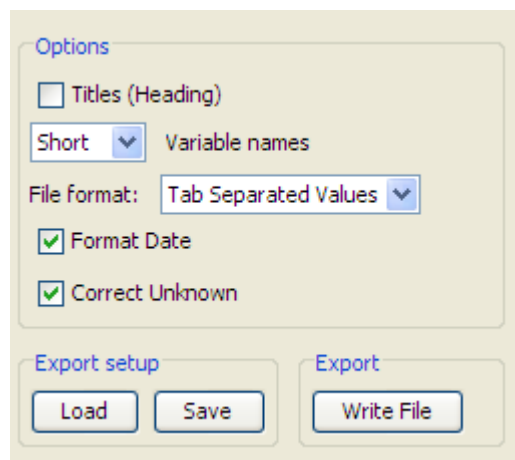 Options
Titles (Heading)
Short Variable names
File format: Tab Separated Values
Format Date
Correct Unknown
Export setup Export
Load Save Write File